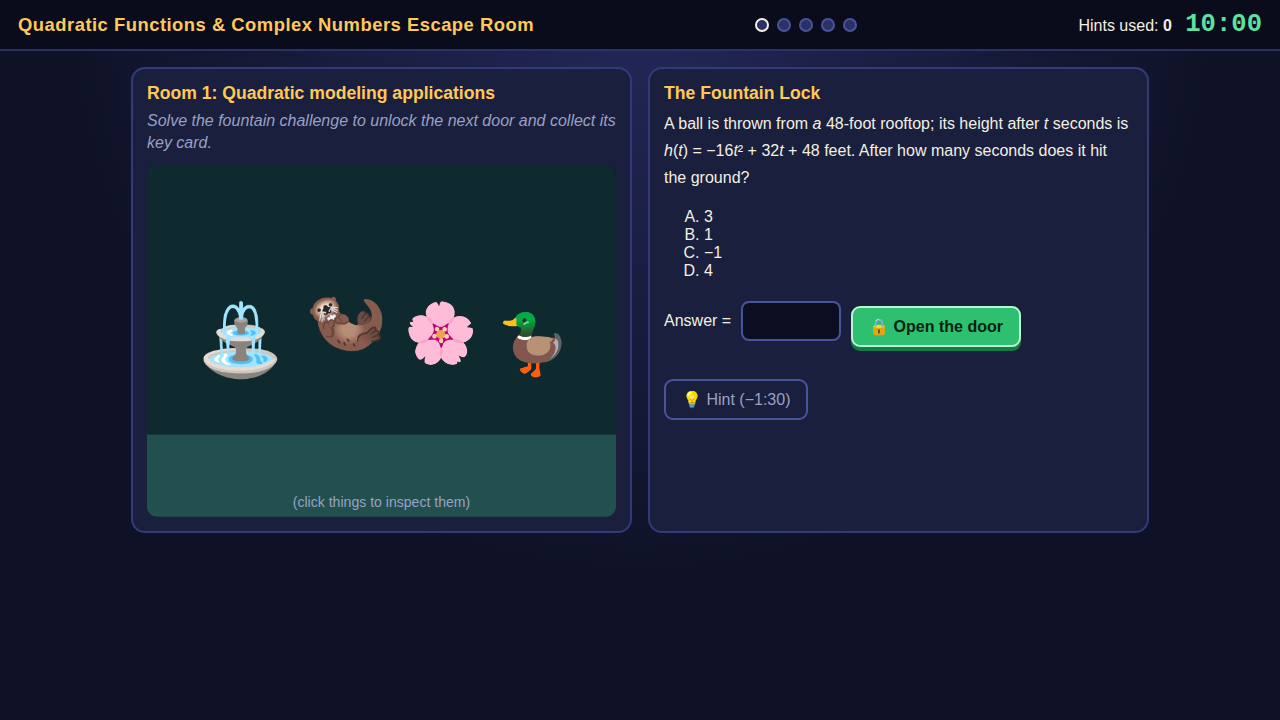 Quadratic Functions & Complex Numbers Escape Room
Hints used: 0 10:00
Room 1: Quadratic modeling applications
Solve the fountain challenge to unlock the next door and collect its
key card.
(click things to inspect them)
The Fountain Lock
A ball is thrown from a 48-foot rooftop; its height after t seconds is
h(t) = −16t² + 32t + 48 feet. After how many seconds does it hit
the ground?
A. 3
B. 1
C. −1
D. 4
Answer =
🔒 Open the door
💡 Hint (−1:30)